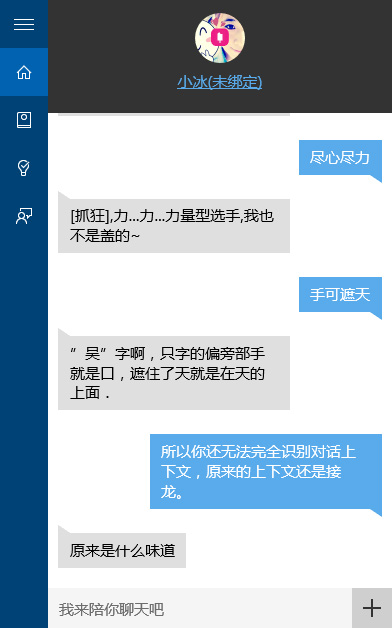 小冰(未绑定)
尽心尽力
[抓狂],力...力...力量型选手,我也
不是盖的~
手可遮天
”吴”字啊，只字的偏旁部手
就是口，遮住了天就是在天的
上面．
所以你还无法完全识别对话上
下文，原来的上下文还是接
龙。
原来是什么味道
我来陪你聊天吧